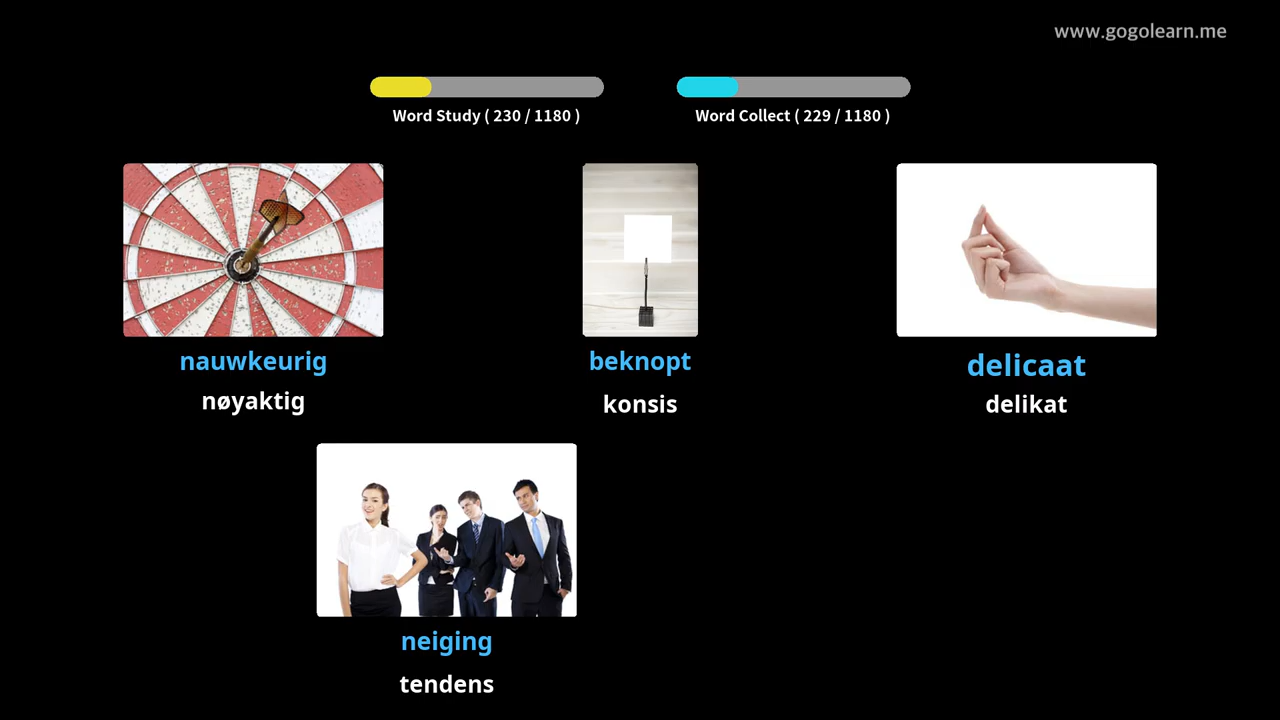 www.gogolearn.me
Word Study ( 230 / 1180 )
Word Collect ( 229 / 1180 )
nauwkeurig
nøyaktig
beknopt
konsis
delicaat
delikat
neiging
tendens